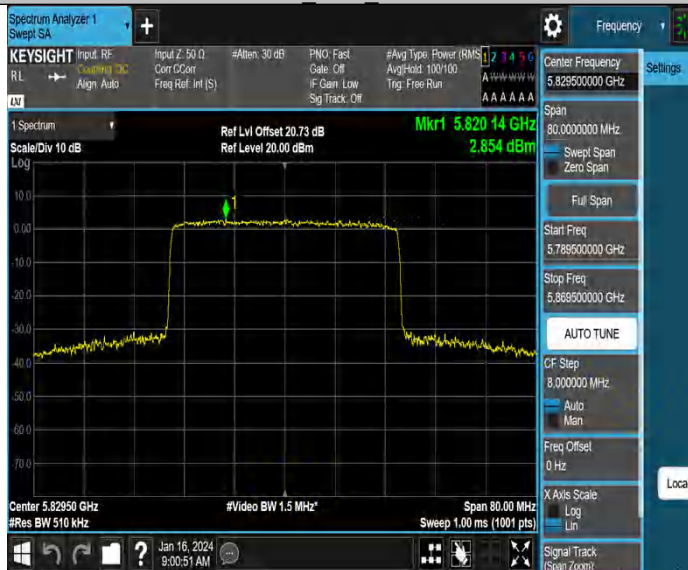 Spectrum Analyzer 1
Swept SA
+
Frequency
KEYSIGHT
Input: RF
Input Z: 50 Ω
#Atten: 30 dB
PNO: Fast
#Avg Type: Power (RMS
1 2 3 4 5 6
RL
Coupling: DC
Corr CCorr
Gate: Off
Avg|Hold: 100/100
A W W W W W
Align: Auto
Freq Ref: Int (S)
IF Gain: Low
Trig: Free Run
Sig Track: Off
A A A A A A
LXI
1 Spectrum
Ref Lvl Offset 20.73 dB
Mkr1 5.820 14 GHz
Scale/Div 10 dB
Ref Level 20.00 dBm
2.854 dBm
Log
1
10.0
0.00
-10.0
-20.0
-30.0
-40.0
-50.0
-60.0
-70.0
Center 5.82950 GHz
#Video BW 1.5 MHz*
Span 80.00 MHz
#Res BW 510 kHz
Sweep 1.00 ms (1001 pts)
?
Jan 16, 2024
9:00:51 AM
Center Frequency
5.829500000 GHz
Settings
Span
80.0000000 MHz
Swept Span
Zero Span
Full Span
Start Freq
5.789500000 GHz
Stop Freq
5.869500000 GHz
AUTO TUNE
CF Step
8.000000 MHz
Auto
Man
Freq Offset
0 Hz
X Axis Scale
Log
Lin
Loca
Signal Track
(Span Zoom)